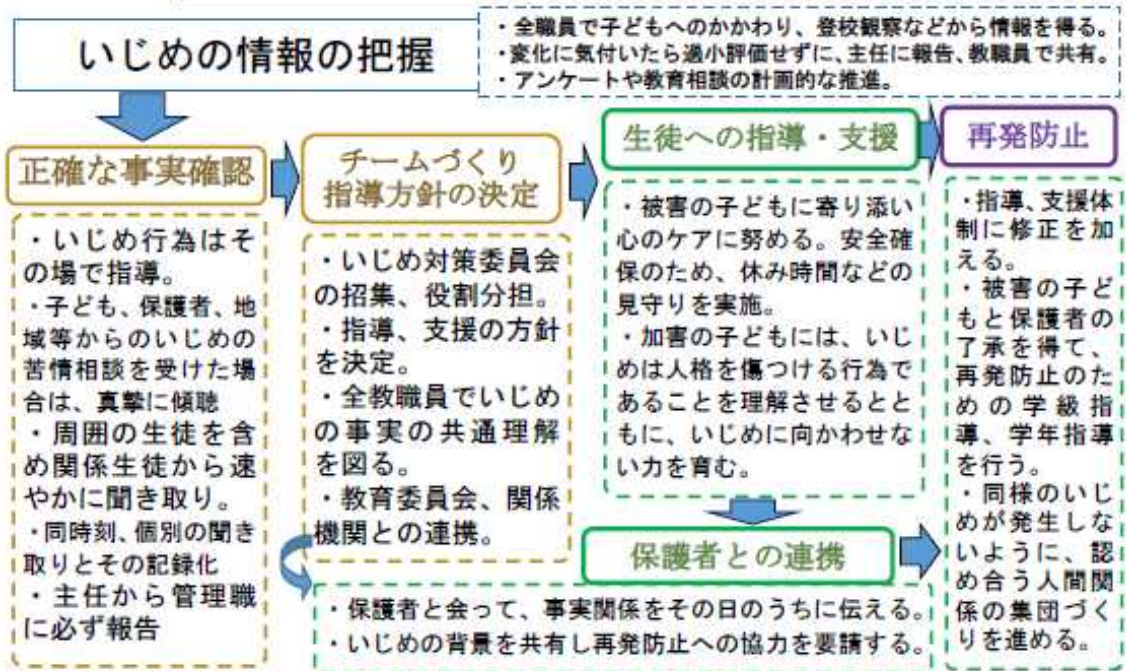 いじめの情報の把握
・全職員で子どもへのかかわり、登校観察などから情報を得る。
・変化に気付いたら過小評価せずに、主任に報告、教職員で共有。
・アンケートや教育相談の計画的な推進。
正確な事実確認
・いじめ行為はそ
の場で指導。
・子ども、保護者、地
域等からのいじめの
苦情相談を受けた場
合は、真摯に傾聴
・周囲の生徒を含
め関係生徒から速
やかに聞き取り。
・同時刻、個別の聞き
取りとその記録化
・主任から管理職
に必ず報告
チームづくり
指導方針の決定
・いじめ対策委員会
の招集、役割分担。
・指導、支援の方針
を決定。
・全教職員でいじめ
の事実の共通理解
を図る。
・教育委員会、関係
機関との連携。
生徒への指導・支援
・被害の子どもに寄り添い
心のケアに努める。安全確
保のため、休み時間などの
見守りを実施。
・加害の子どもには、いじ
めは人格を傷つける行為で
あることを理解させるとと
もに、いじめに向かわせな
い力を育む。
保護者との連携
・保護者と会って、事実関係をその日のうちに伝える。
・いじめの背景を共有し再発防止への協力を要請する。
再発防止
・指導、支援体
制に修正を加
える。
・被害の子ど
もと保護者の
了承を得て、
再発防止のた
めの学級指
導、学年指導
を行う。
・同様のいじ
めが発生しな
いように、認
め合う人間関
係の集団づく
りを進める。